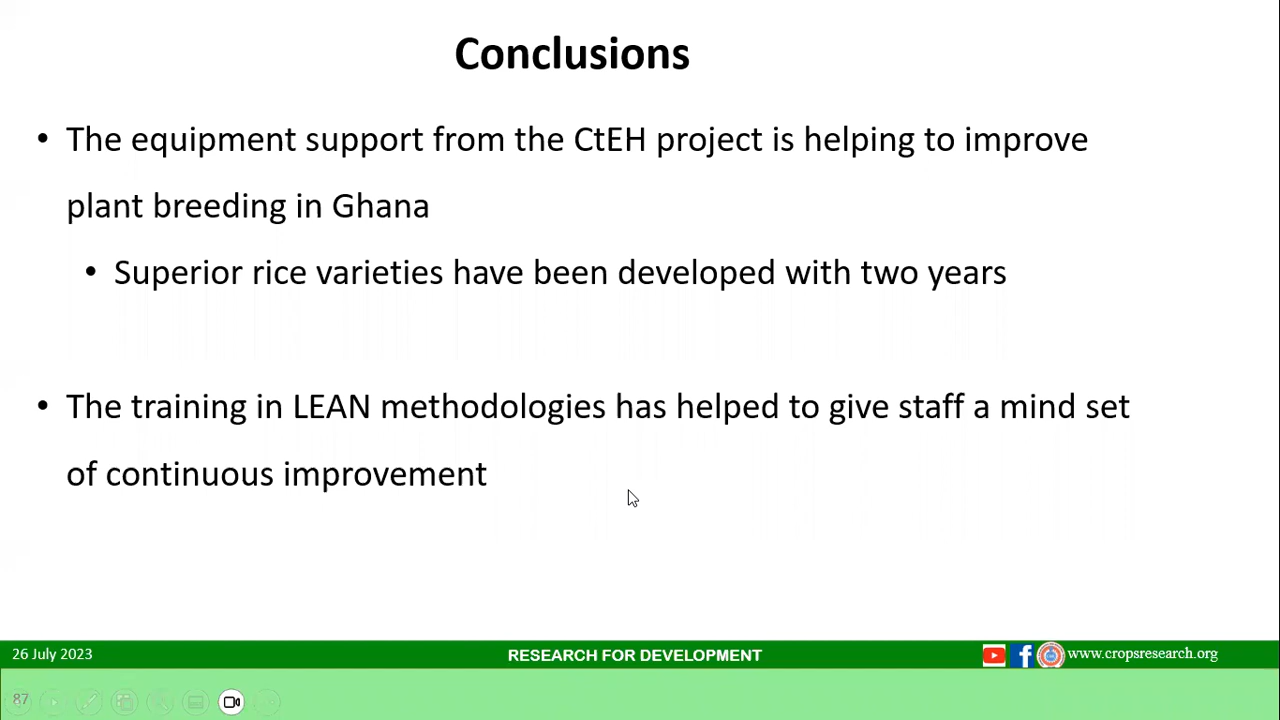 Conclusions
• The equipment support from the CtEH project is helping to improve
plant breeding in Ghana
• Superior rice varieties have been developed with two years
• The training in LEAN methodologies has helped to give staff a mind set
of continuous improvement
26 July 2023
RESEARCH FOR DEVELOPMENT
www.cropsresearch.org
87